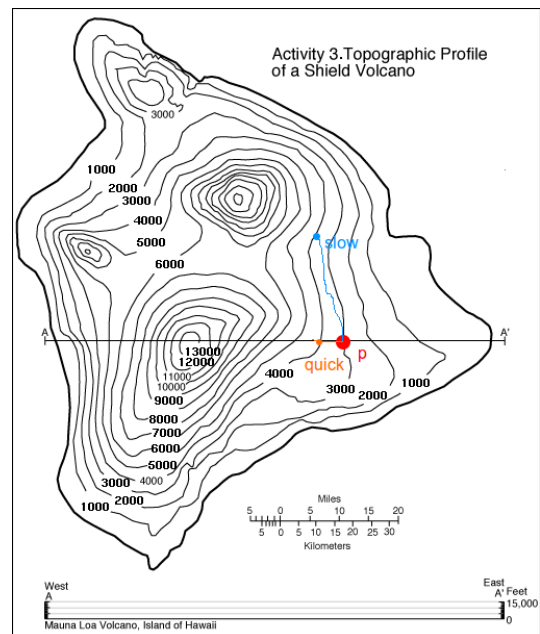 Activity 3.Topographic Profile
of a Shield Volcano
3000
1000
2000
3000
4000
5000
6000
slow
A
A'
p
13000
12000
quick
11000
4000
10000
3000
2000
1000
9000
8000
7000
6000
5000
3000
4000
2000
1000
Miles
5 0 5 10 15 20
5 0 5 10 15 20 25 30
Kilometers
West
A
East
A' Feet
15,000
0
Mauna Loa Volcano, Island of Hawaii